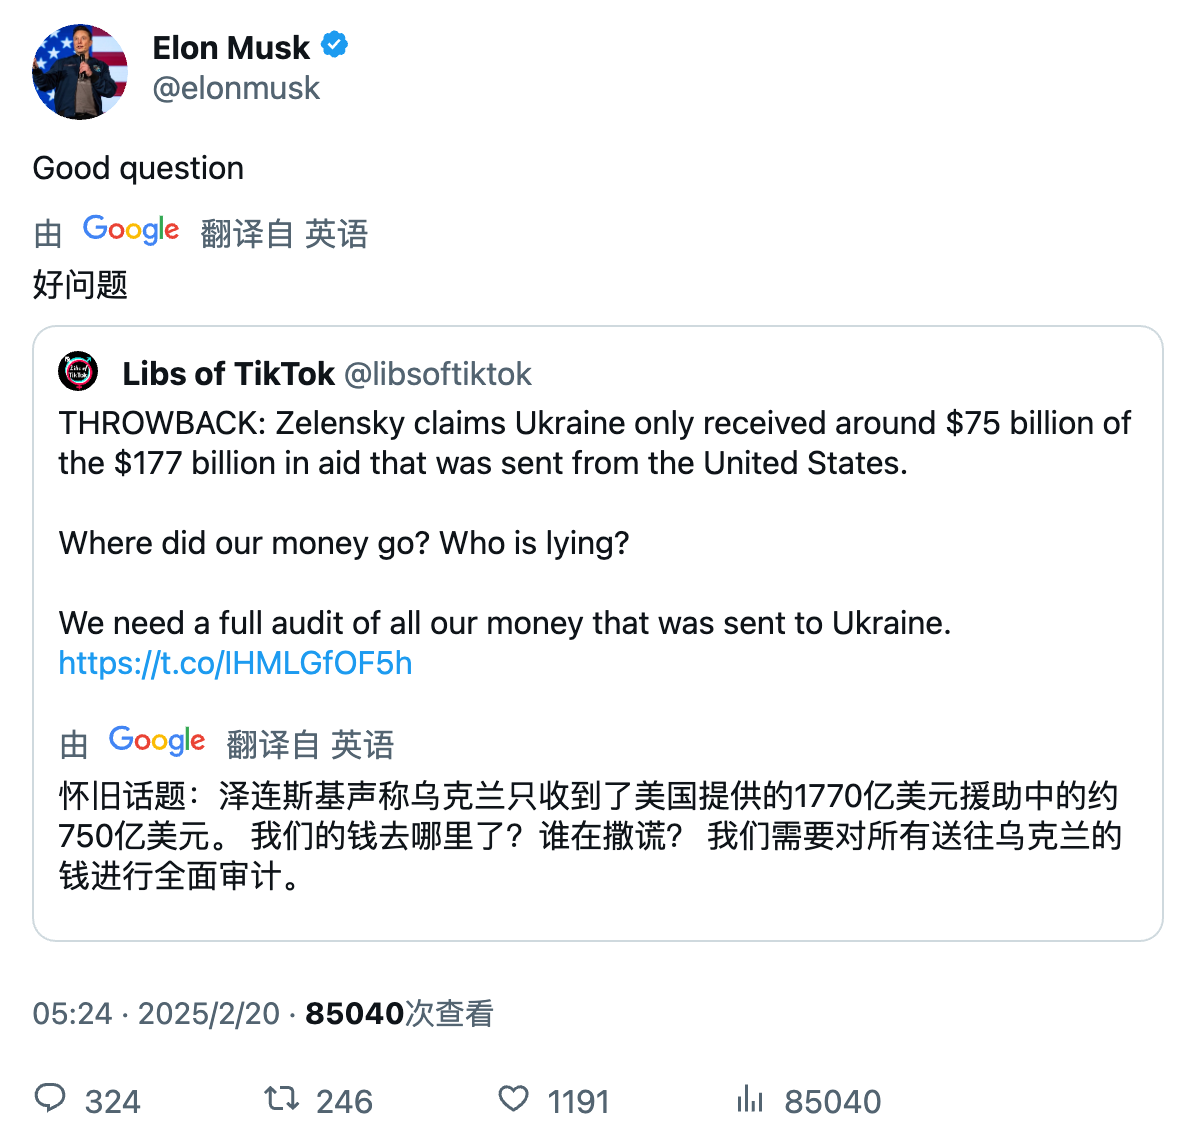 Elon Musk
@elonmusk
Good question
由 Google 翻译自 英语
好问题
Libs of TikTok @libsoftiktok
THROWBACK: Zelensky claims Ukraine only received around $75 billion of
the $177 billion in aid that was sent from the United States.
Where did our money go? Who is lying?
We need a full audit of all our money that was sent to Ukraine.
https://t.co/IHMLGfOF5h
由 Google 翻译自 英语
怀旧话题：泽连斯基声称乌克兰只收到了美国提供的1770亿美元援助中的约
750亿美元。 我们的钱去哪里了？谁在撒谎？ 我们需要对所有送往乌克兰的
钱进行全面审计。
05:24 · 2025/2/20 · 85040次查看
324 246 1191 85040